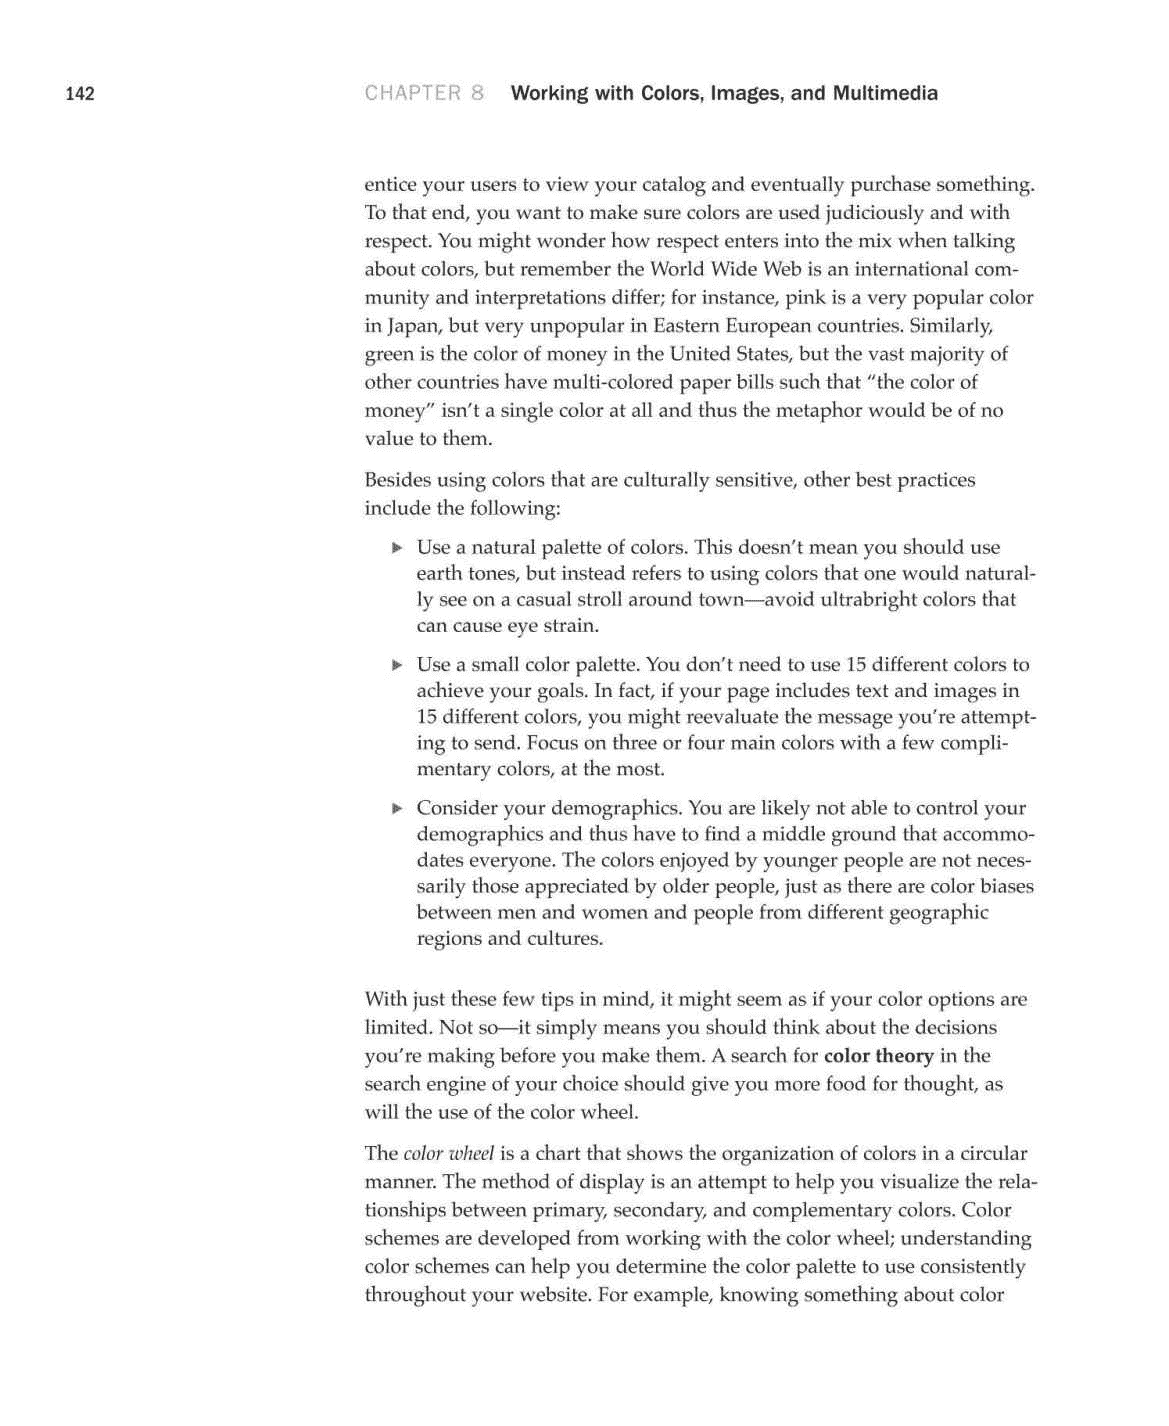 142
CHAPTER 8 Working with Colors, Images, and Multimedia
entice your users to view your catalog and eventually purchase something.
To that end, you want to make sure colors are used judiciously and with
respect. You might wonder how respect enters into the mix when talking
about colors, but remember the World Wide Web is an international com-
munity and interpretations differ; for instance, pink is a very popular color
in Japan, but very unpopular in Eastern European countries. Similarly,
green is the color of money in the United States, but the vast majority of
other countries have multi-colored paper bills such that “the color of
money” isn’t a single color at all and thus the metaphor would be of no
value to them.
Besides using colors that are culturally sensitive, other best practices
include the following:
▶ Use a natural palette of colors. This doesn’t mean you should use
earth tones, but instead refers to using colors that one would natural-
ly see on a casual stroll around town—avoid ultrabright colors that
can cause eye strain.
▶ Use a small color palette. You don’t need to use 15 different colors to
achieve your goals. In fact, if your page includes text and images in
15 different colors, you might reevaluate the message you’re attempt-
ing to send. Focus on three or four main colors with a few compli-
mentary colors, at the most.
▶ Consider your demographics. You are likely not able to control your
demographics and thus have to find a middle ground that accommo-
dates everyone. The colors enjoyed by younger people are not neces-
sarily those appreciated by older people, just as there are color biases
between men and women and people from different geographic
regions and cultures.
With just these few tips in mind, it might seem as if your color options are
limited. Not so—it simply means you should think about the decisions
you’re making before you make them. A search for color theory in the
search engine of your choice should give you more food for thought, as
will the use of the color wheel.
The color wheel is a chart that shows the organization of colors in a circular
manner. The method of display is an attempt to help you visualize the rela-
tionships between primary, secondary, and complementary colors. Color
schemes are developed from working with the color wheel; understanding
color schemes can help you determine the color palette to use consistently
throughout your website. For example, knowing something about color